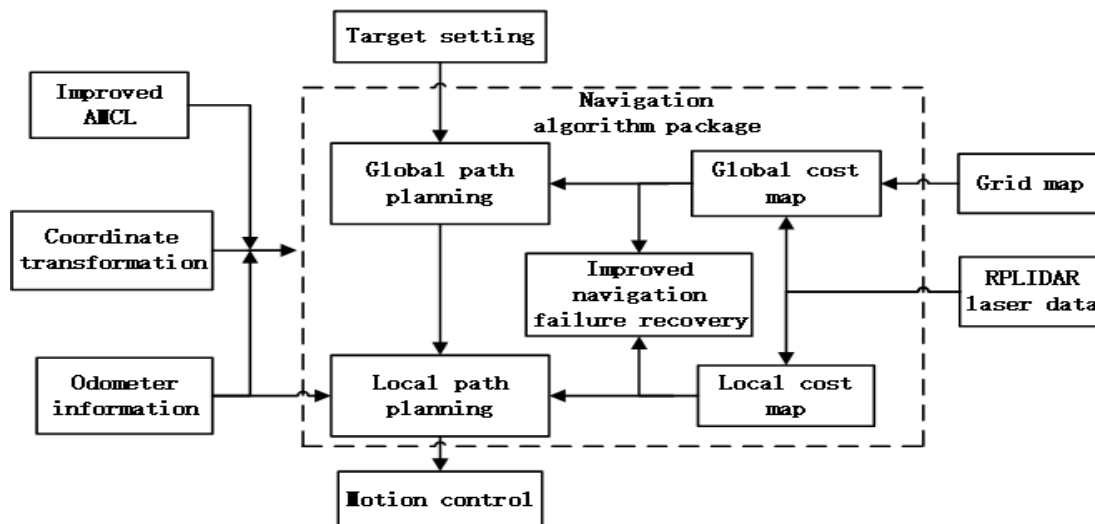 Target setting
Improved
AMCL
Navigation
algorithm package
Global path
planning
Global cost
map
Grid map
Coordinate
transformation
Improved
navigation
failure recovery
RPLIDAR
laser data
Odometer
information
Local path
planning
Local cost
map
Motion control